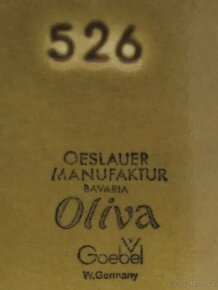 526
OESLAUER
MANUFAKTUR
BAVARIA
Oliva
Goebel
W.Germany